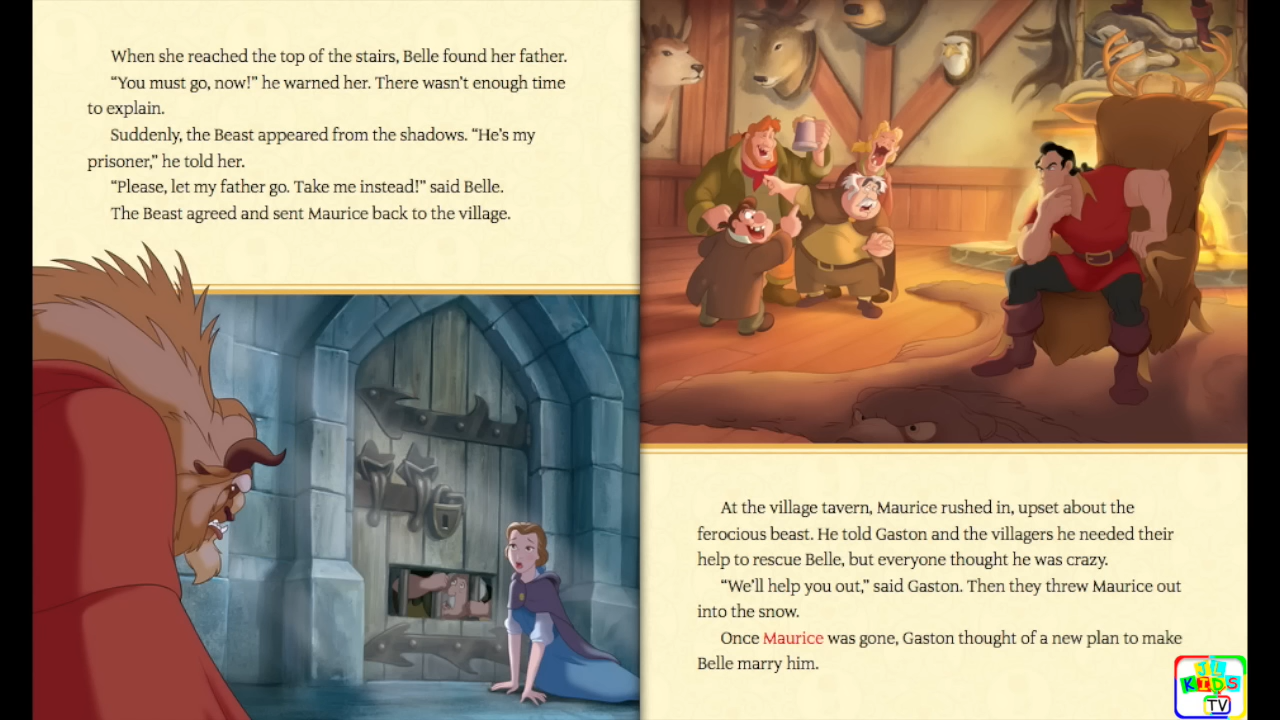 When she reached the top of the stairs, Belle found her father.
“You must go, now!” he warned her. There wasn’t enough time
to explain.
Suddenly, the Beast appeared from the shadows. “He’s my
prisoner,” he told her.
“Please, let my father go. Take me instead!” said Belle.
The Beast agreed and sent Maurice back to the village.
At the village tavern, Maurice rushed in, upset about the
ferocious beast. He told Gaston and the villagers he needed their
help to rescue Belle, but everyone thought he was crazy.
“We’ll help you out,” said Gaston. Then they threw Maurice out
into the snow.
Once Maurice was gone, Gaston thought of a new plan to make
Belle marry him.
JL
KIDS
TV